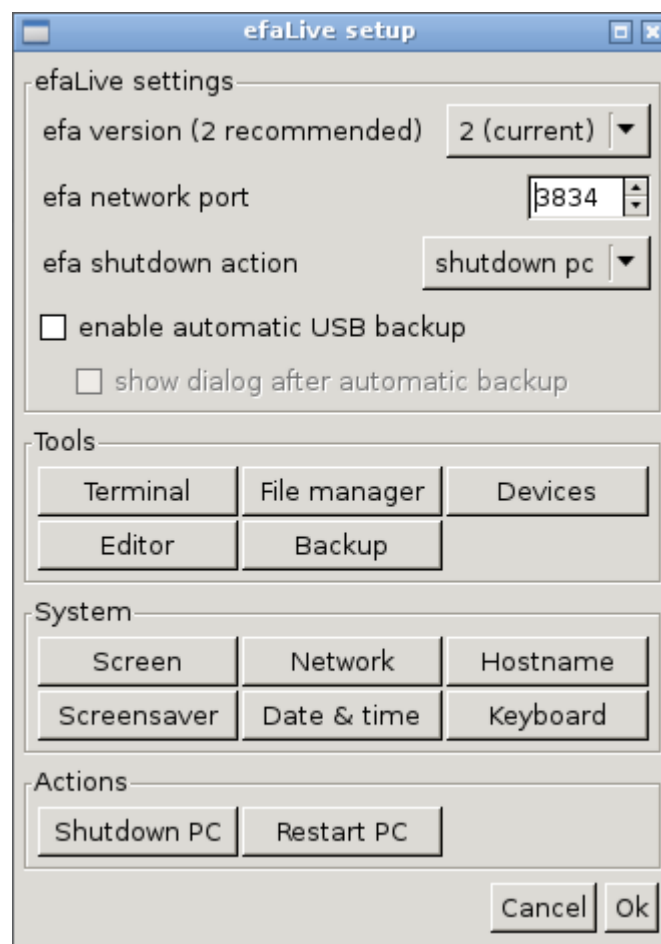 efaLive setup
efaLive settings
efa version (2 recommended) 2 (current)
efa network port 3834
efa shutdown action shutdown pc
enable automatic USB backup
show dialog after automatic backup
Tools
Terminal File manager Devices
Editor Backup
System
Screen Network Hostname
Screensaver Date & time Keyboard
Actions
Shutdown PC Restart PC
Cancel Ok